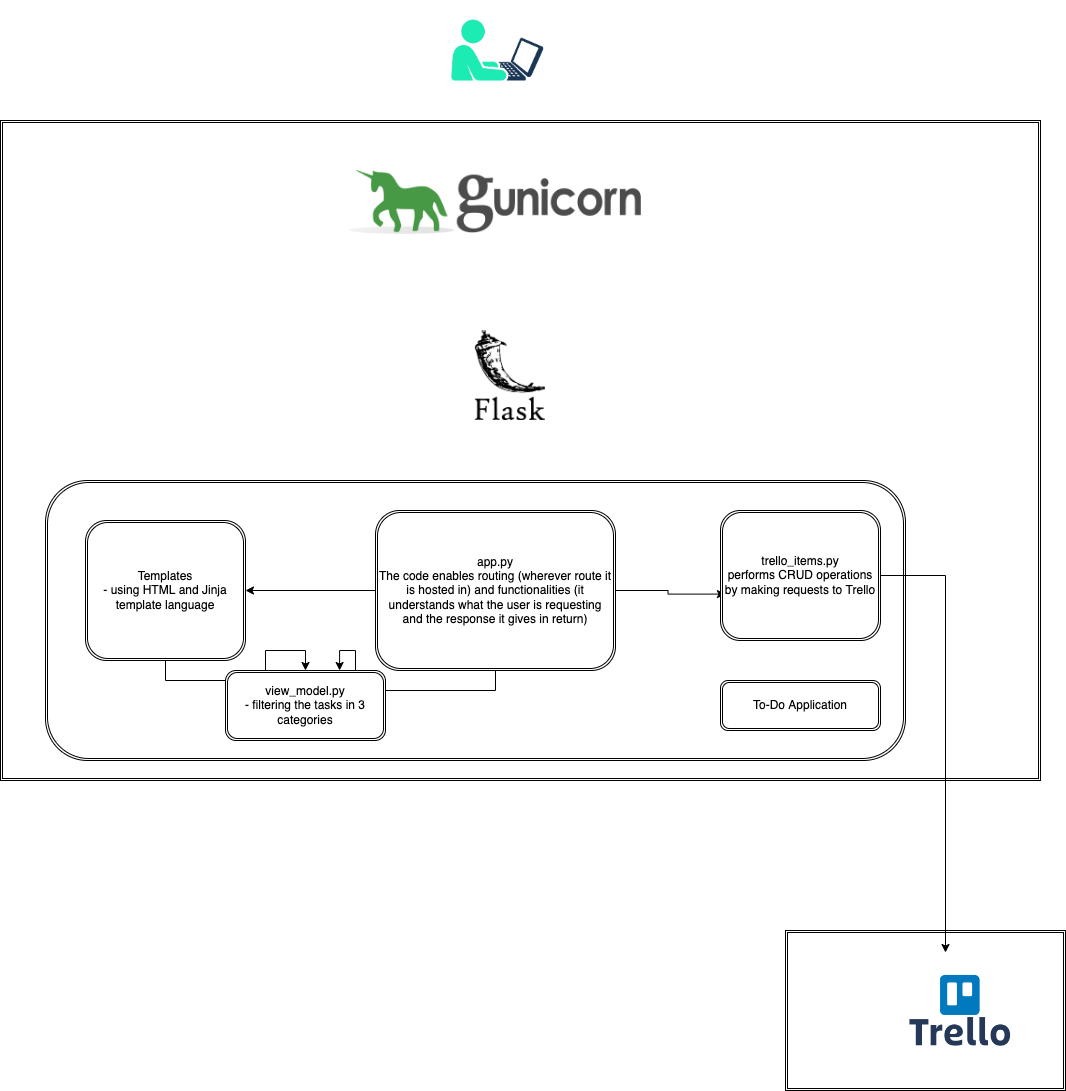 gunicorn
Flask
Templates
- using HTML and Jinja
template language
app.py
The code enables routing (wherever route it
is hosted in) and functionalities (it
understands what the user is requesting
and the response it gives in return)
trello_items.py
performs CRUD operations
by making requests to Trello
view_model.py
- filtering the tasks in 3
categories
To-Do Application
Trello